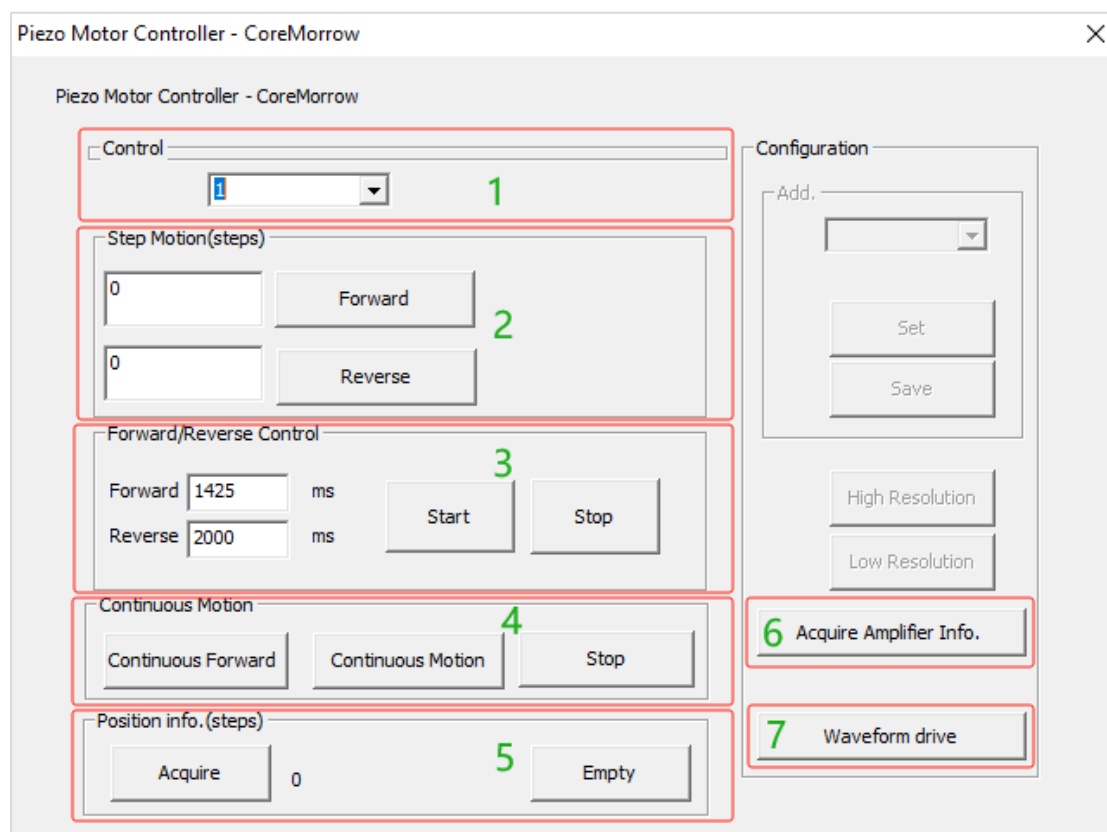 Piezo Motor Controller - CoreMorrow
Piezo Motor Controller - CoreMorrow
Control
1
1
Step Motion(steps)
0
Forward
2
0
Reverse
Forward/Reverse Control
3
Forward 1425 ms
Reverse 2000 ms
Start
Stop
Continuous Motion
4
Continuous Forward
Continuous Motion
Stop
Position info.(steps)
Acquire
0
5
Empty
Configuration
Add.
Set
Save
High Resolution
Low Resolution
6 Acquire Amplifier Info.
7 Waveform drive